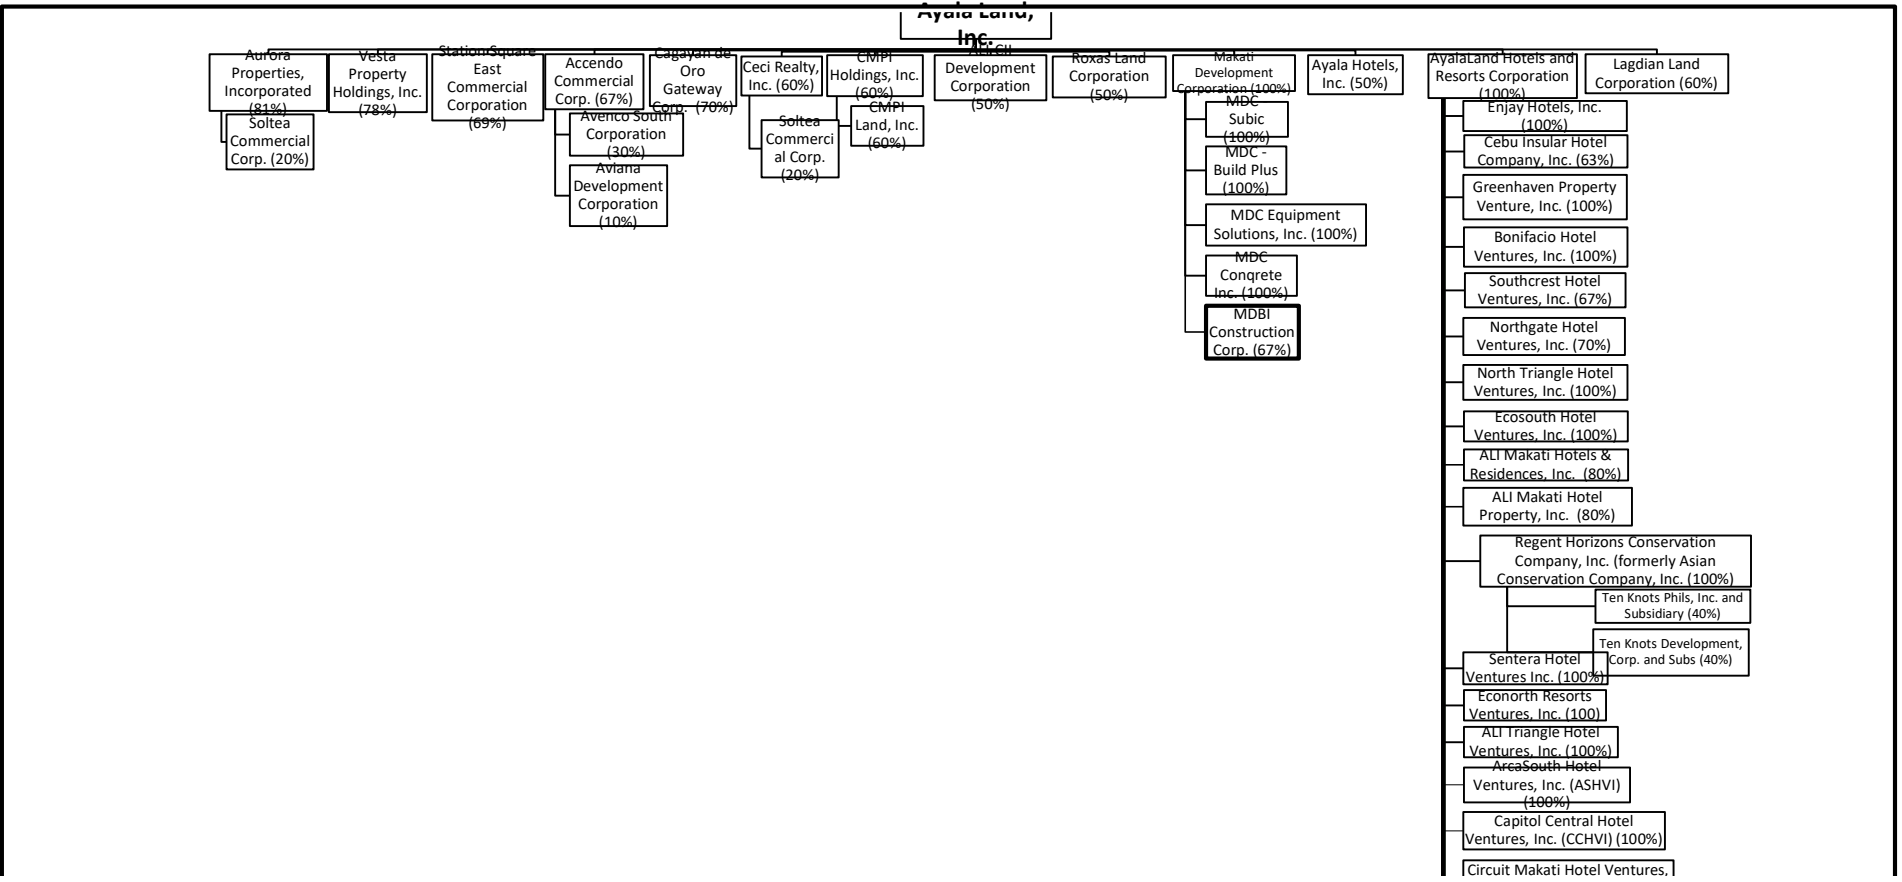 Ayala Land,
Inc.
Aurora
Properties,
Incorporated
(81%)
Soltea
Commercial
Corp. (20%)
Vesta
Property
Holdings, Inc.
(78%)
Station Square
East
Commercial
Corporation
(69%)
Accendo
Commercial
Corp. (67%)
Avenco South
Corporation
(30%)
Aviana
Development
Corporation
(10%)
Cagayan de
Oro
Gateway
Corp. (70%)
Ceci Realty,
Inc. (60%)
Soltea
Commerci
al Corp.
(20%)
CMPI
Holdings, Inc.
(60%)
CMPI
Land, Inc.
(60%)
ALI-CII
Development
Corporation
(50%)
Roxas Land
Corporation
(50%)
Makati
Development
Corporation (100%)
MDC
Subic
(100%)
MDC -
Build Plus
(100%)
MDC Equipment
Solutions, Inc. (100%)
MDC
Conqrete
Inc. (100%)
MDBI
Construction
Corp. (67%)
Ayala Hotels,
Inc. (50%)
AyalaLand Hotels and
Resorts Corporation
(100%)
Enjay Hotels, Inc.
(100%)
Cebu Insular Hotel
Company, Inc. (63%)
Greenhaven Property
Venture, Inc. (100%)
Bonifacio Hotel
Ventures, Inc. (100%)
Southcrest Hotel
Ventures, Inc. (67%)
Northgate Hotel
Ventures, Inc. (70%)
North Triangle Hotel
Ventures, Inc. (100%)
Ecosouth Hotel
Ventures, Inc. (100%)
ALI Makati Hotels &
Residences, Inc. (80%)
ALI Makati Hotel
Property, Inc. (80%)
Regent Horizons Conservation
Company, Inc. (formerly Asian
Conservation Company, Inc. (100%)
Ten Knots Phils, Inc. and
Subsidiary (40%)
Ten Knots Development,
Corp. and Subs (40%)
Sentera Hotel
Ventures Inc. (100%)
Econorth Resorts
Ventures, Inc. (100)
ALI Triangle Hotel
Ventures, Inc. (100%)
ArcaSouth Hotel
Ventures, Inc. (ASHVI)
(100%)
Capitol Central Hotel
Ventures, Inc. (CCHVI) (100%)
Circuit Makati Hotel Ventures,
Lagdian Land
Corporation (60%)